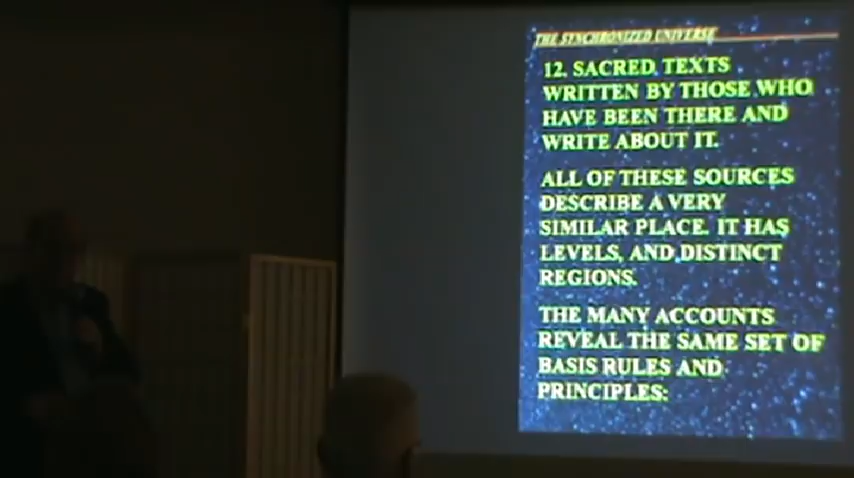 THE SYNCHRONIZED UNIVERSE
12. SACRED TEXTS
WRITTEN BY THOSE WHO
HAVE BEEN THERE AND
WRITE ABOUT IT.
ALL OF THESE SOURCES
DESCRIBE A VERY
SIMILAR PLACE. IT HAS
LEVELS, AND DISTINCT
REGIONS.
THE MANY ACCOUNTS
REVEAL THE SAME SET OF
BASIS RULES AND
PRINCIPLES: